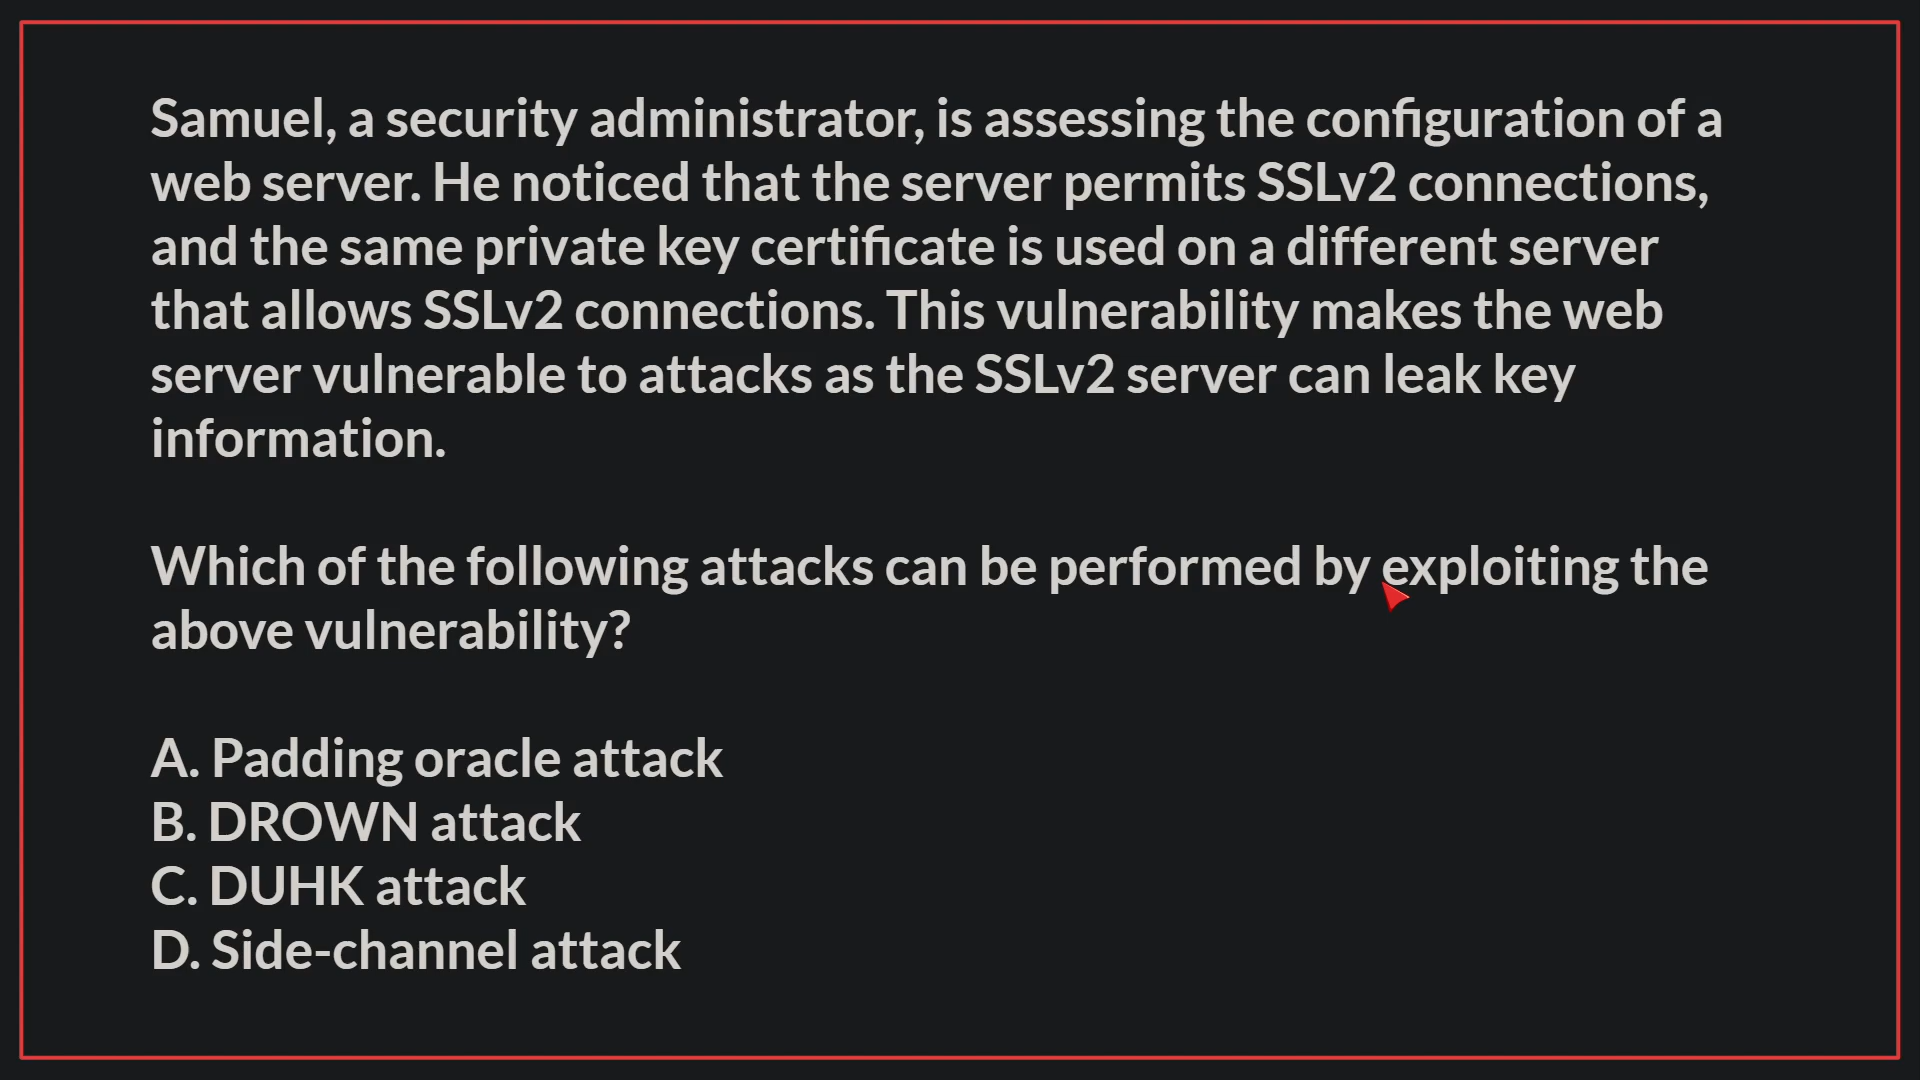 Samuel, a security administrator, is assessing the configuration of a
web server. He noticed that the server permits SSLv2 connections,
and the same private key certificate is used on a different server
that allows SSLv2 connections. This vulnerability makes the web
server vulnerable to attacks as the SSLv2 server can leak key
information.
Which of the following attacks can be performed by exploiting the
above vulnerability?
A. Padding oracle attack
B. DROWN attack
C. DUHK attack
D. Side-channel attack